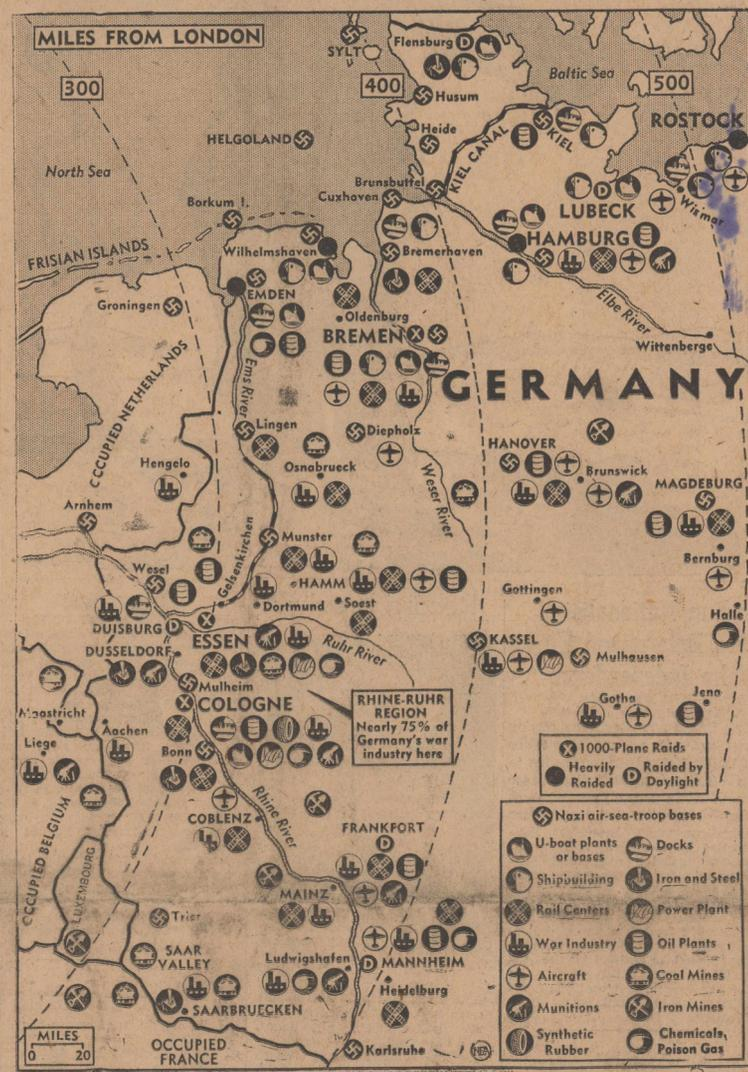 MILES FROM LONDON
300
400
500
SYLT
Flensburg D
Baltic Sea
Husum
ROSTOCK
HELGOLAND
Heide
KIEL CANAL
KIEL
North Sea
Borkum I.
Brunsbuttel
Cuxhaven
D
LUBECK
Wismar
FRISIAN ISLANDS
Wilhelmshaven
Bremerhaven
HAMBURG
Groningen
EMDEN
Elbe River
Oldenburg
BREMEN
Wittenberge
OCCUPIED NETHERLANDS
Ems River
GERMANY
Lingen
Diepholz
HANOVER
Hengelo
Osnabrueck
Weser River
Brunswick
MAGDEBURG
Arnhem
Gelsenkirchen
Munster
Bernburg
Wesel
HAMM
Gottingen
Dortmund
Soest
Halle
DUISBURG D
ESSEN
Ruhr River
KASSEL
DUSSELDORF
Mulhausen
Mulheim
COLOGNE
RHINE-RUHR
REGION
Nearly 75% of
Germany's war
industry here
Gotha
Jena
Maastricht
Aachen
Liege
Bonn
1000-Plane Raids
Heavily
Raided
D Raided by
Daylight
Rhine River
COBLENZ
FRANKFORT
D
OCCUPIED BELGIUM
LUXEMBOURG
MAINZ
Trier
SAAR
VALLEY
Ludwigshafen
D MANNHEIM
Heidelburg
SAARBRUECKEN
MILES
0 20
OCCUPIED
FRANCE
Karlsruhe
NEA
Nazi air-sea-troop bases
U-boat plants
or bases
Docks
Shipbuilding
Iron and Steel
Rail Centers
Power Plant
War Industry
Oil Plants
Aircraft
Coal Mines
Munitions
Iron Mines
Synthetic
Rubber
Chemicals,
Poison Gas